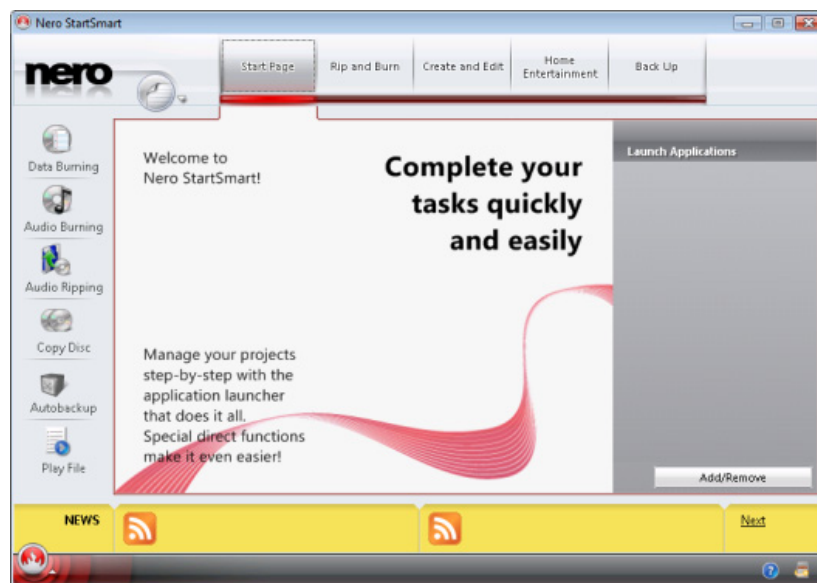 Nero StartSmart
nero
Start Page
Rip and Burn
Create and Edit
Home
Entertainment
Back Up
Data Burning
Audio Burning
Audio Ripping
Copy Disc
Autobackup
Play File
Welcome to
Nero StartSmart!
Complete your
tasks quickly
and easily
Manage your projects
step-by-step with the
application launcher
that does it all.
Special direct functions
make it even easier!
Launch Applications
Add/Remove
NEWS
Next